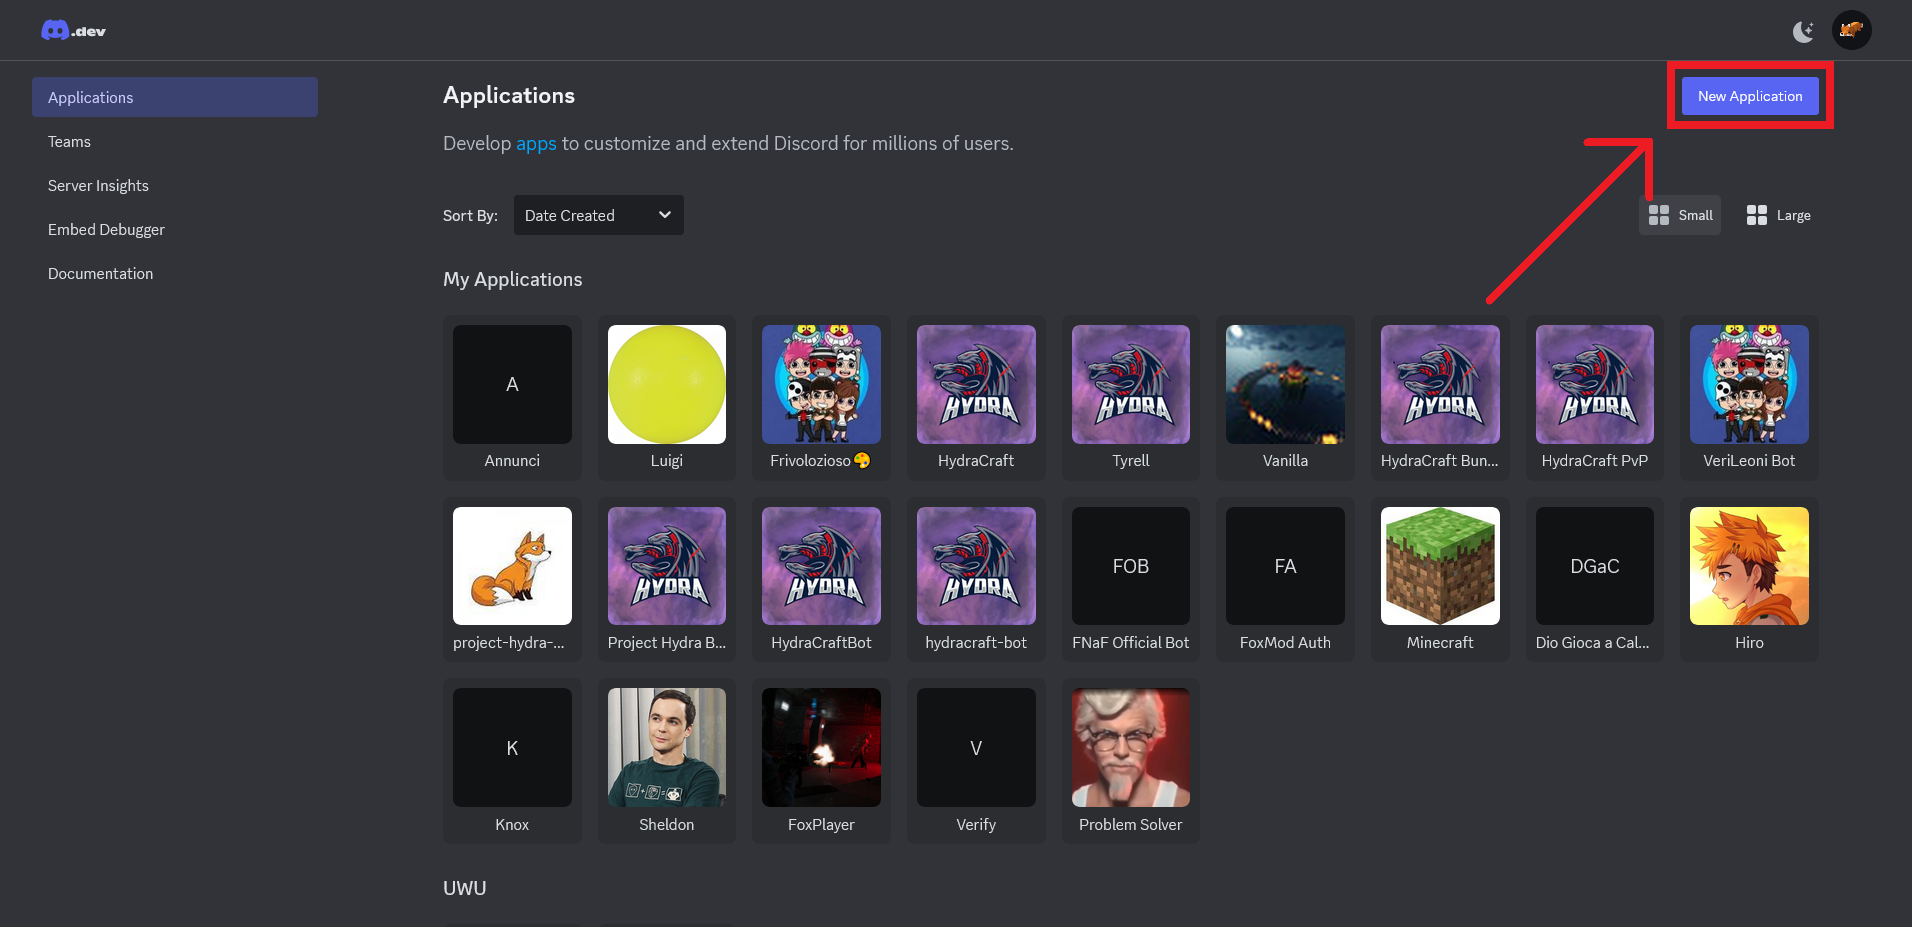 .dev
Applications
Teams
Server Insights
Embed Debugger
Documentation
Applications
New Application
Develop apps to customize and extend Discord for millions of users.
Sort By: Date Created
Small Large
My Applications
A
Annunci Luigi Frivolozioso🎨 HydraCraft Tyrell Vanilla HydraCraft Bun... HydraCraft PvP VeriLeoni Bot
HYDRA HYDRA HYDRA HYDRA
FOB FA DGaC
HYDRA HYDRA HYDRA
project-hydra-... Project Hydra B... HydraCraftBot hydracraft-bot FNaF Official Bot FoxMod Auth Minecraft Dio Gioca a Cal... Hiro
K V
Knox Sheldon FoxPlayer Verify Problem Solver
UWU